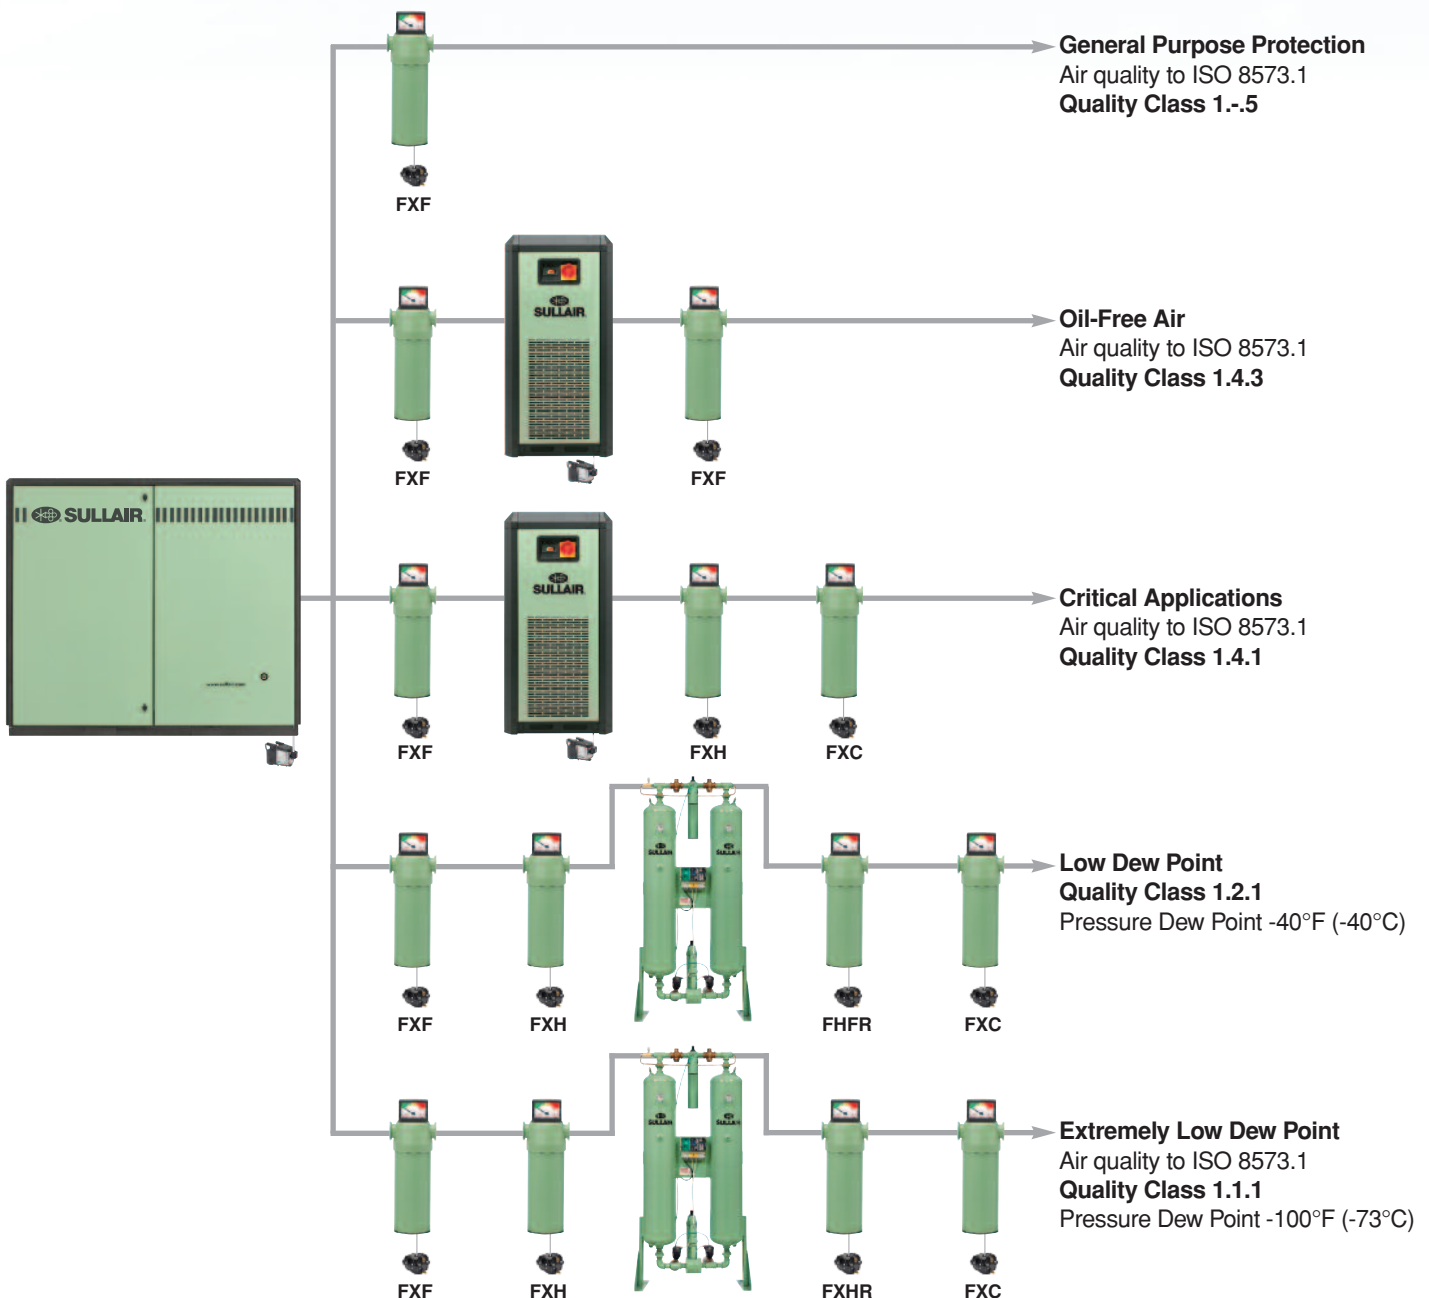 General Purpose Protection
Air quality to ISO 8573.1
Quality Class 1.-.5
FXF
SULLAIR
Oil-Free Air
Air quality to ISO 8573.1
Quality Class 1.4.3
FXF
FXF
SULLAIR
SULLAIR
Critical Applications
Air quality to ISO 8573.1
Quality Class 1.4.1
FXF
FXH
FXC
SULLAIR
SULLAIR
Low Dew Point
Quality Class 1.2.1
Pressure Dew Point -40°F (-40°C)
FXF
FXH
FHFR
FXC
SULLAIR
SULLAIR
Extremely Low Dew Point
Air quality to ISO 8573.1
Quality Class 1.1.1
Pressure Dew Point -100°F (-73°C)
FXF
FXH
FXHR
FXC